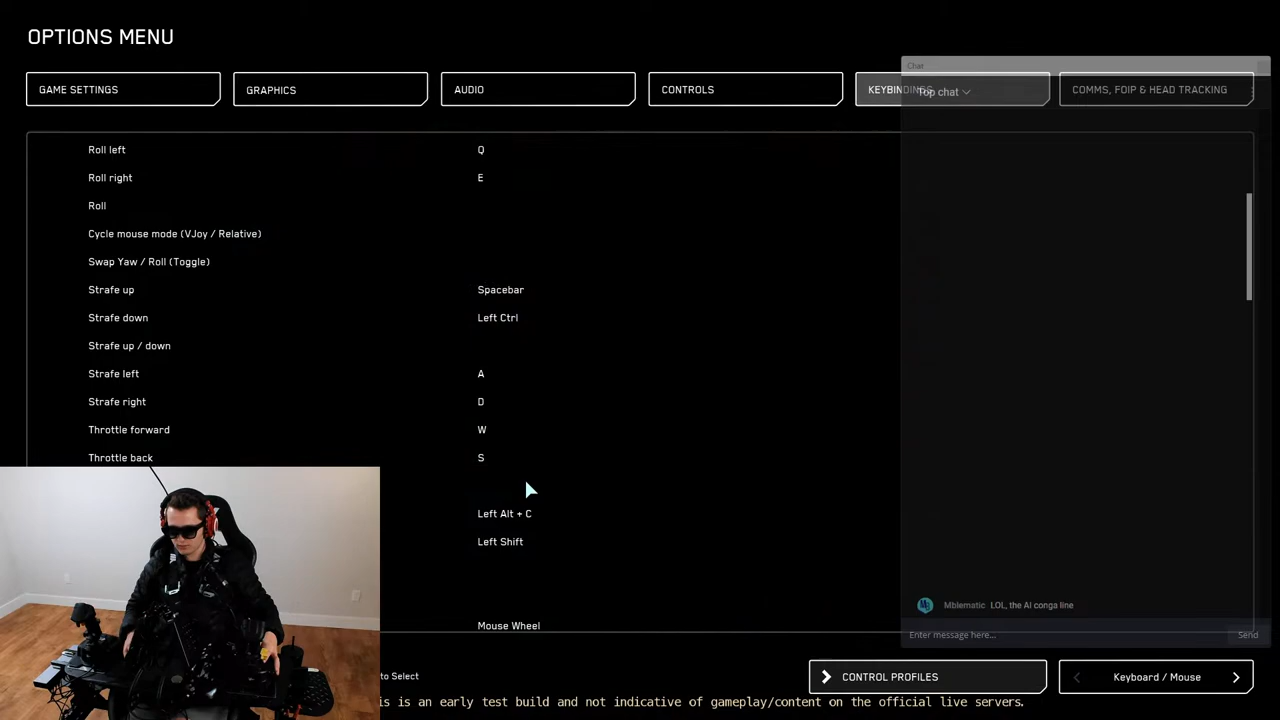 OPTIONS MENU
GAME SETTINGS
GRAPHICS
AUDIO
CONTROLS
KEYBINDINGS
COMMS, FOIP & HEAD TRACKING
Chat
Top chat
Roll left Q
Roll right E
Roll
Cycle mouse mode (VJoy / Relative)
Swap Yaw / Roll (Toggle)
Strafe up Spacebar
Strafe down Left Ctrl
Strafe up / down
Strafe left A
Strafe right D
Throttle forward W
Throttle back S
Left Alt + C
Left Shift
Mouse Wheel
Mblematic LOL, the AI conga line
Enter message here... Send
to Select
CONTROL PROFILES
Keyboard / Mouse
is is an early test build and not indicative of gameplay/content on the official live servers.